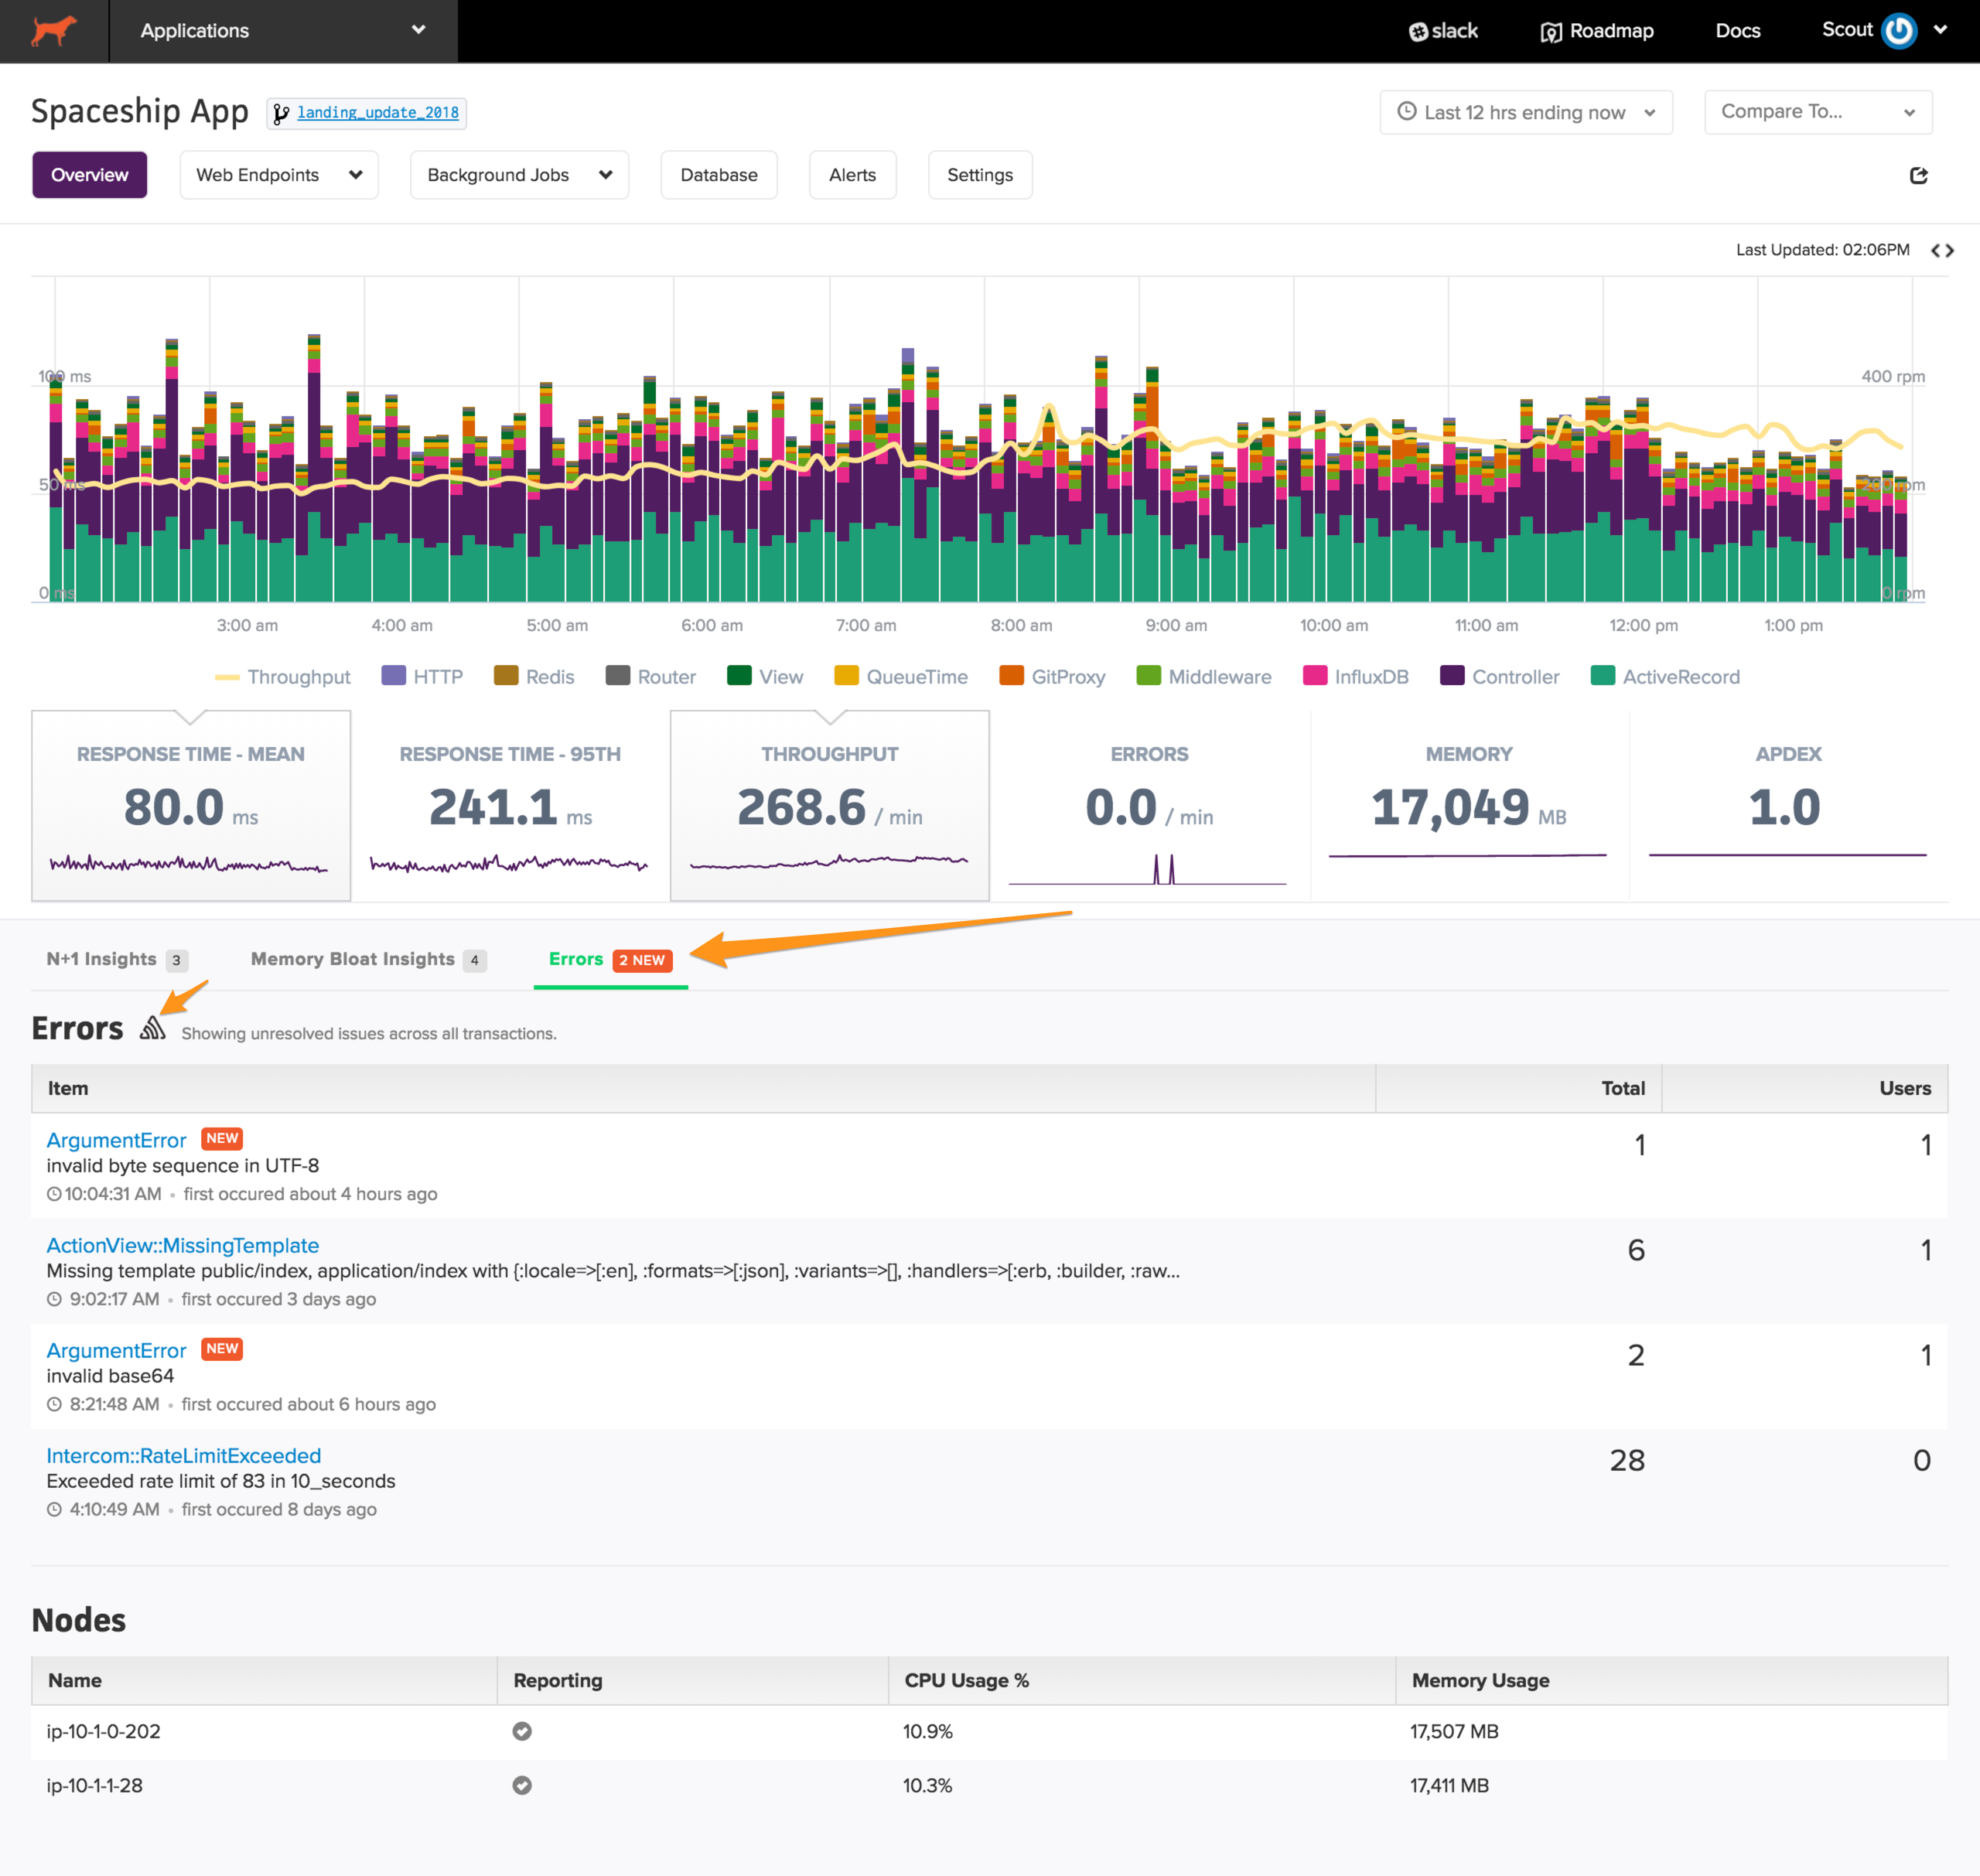 Applications
slack
Roadmap
Docs
Scout
Spaceship App
landing_update_2018
Last 12 hrs ending now
Compare To...
Overview
Web Endpoints
Background Jobs
Database
Alerts
Settings
Last Updated: 02:06PM
100 ms
400 rpm
50 ms
200 rpm
0 ms
0 rpm
3:00 am 4:00 am 5:00 am 6:00 am 7:00 am 8:00 am 9:00 am 10:00 am 11:00 am 12:00 pm 1:00 pm
Throughput HTTP Redis Router View QueueTime GitProxy Middleware InfluxDB Controller ActiveRecord
RESPONSE TIME - MEAN
80.0 ms
RESPONSE TIME - 95TH
241.1 ms
THROUGHPUT
268.6 / min
ERRORS
0.0 / min
MEMORY
17,049 MB
APDEX
1.0
N+1 Insights 3
Memory Bloat Insights 4
Errors 2 NEW
Errors
Showing unresolved issues across all transactions.
Item Total Users
ArgumentError NEW
invalid byte sequence in UTF-8
10:04:31 AM • first occured about 4 hours ago
1 1
ActionView::MissingTemplate
Missing template public/index, application/index with {:locale=>[:en], :formats=>[:json], :variants=>[], :handlers=>[:erb, :builder, :raw...
9:02:17 AM • first occured 3 days ago
6 1
ArgumentError NEW
invalid base64
8:21:48 AM • first occured about 6 hours ago
2 1
Intercom::RateLimitExceeded
Exceeded rate limit of 83 in 10_seconds
4:10:49 AM • first occured 8 days ago
28 0
Nodes
Name Reporting CPU Usage % Memory Usage
ip-10-1-0-202 10.9% 17,507 MB
ip-10-1-1-28 10.3% 17,411 MB